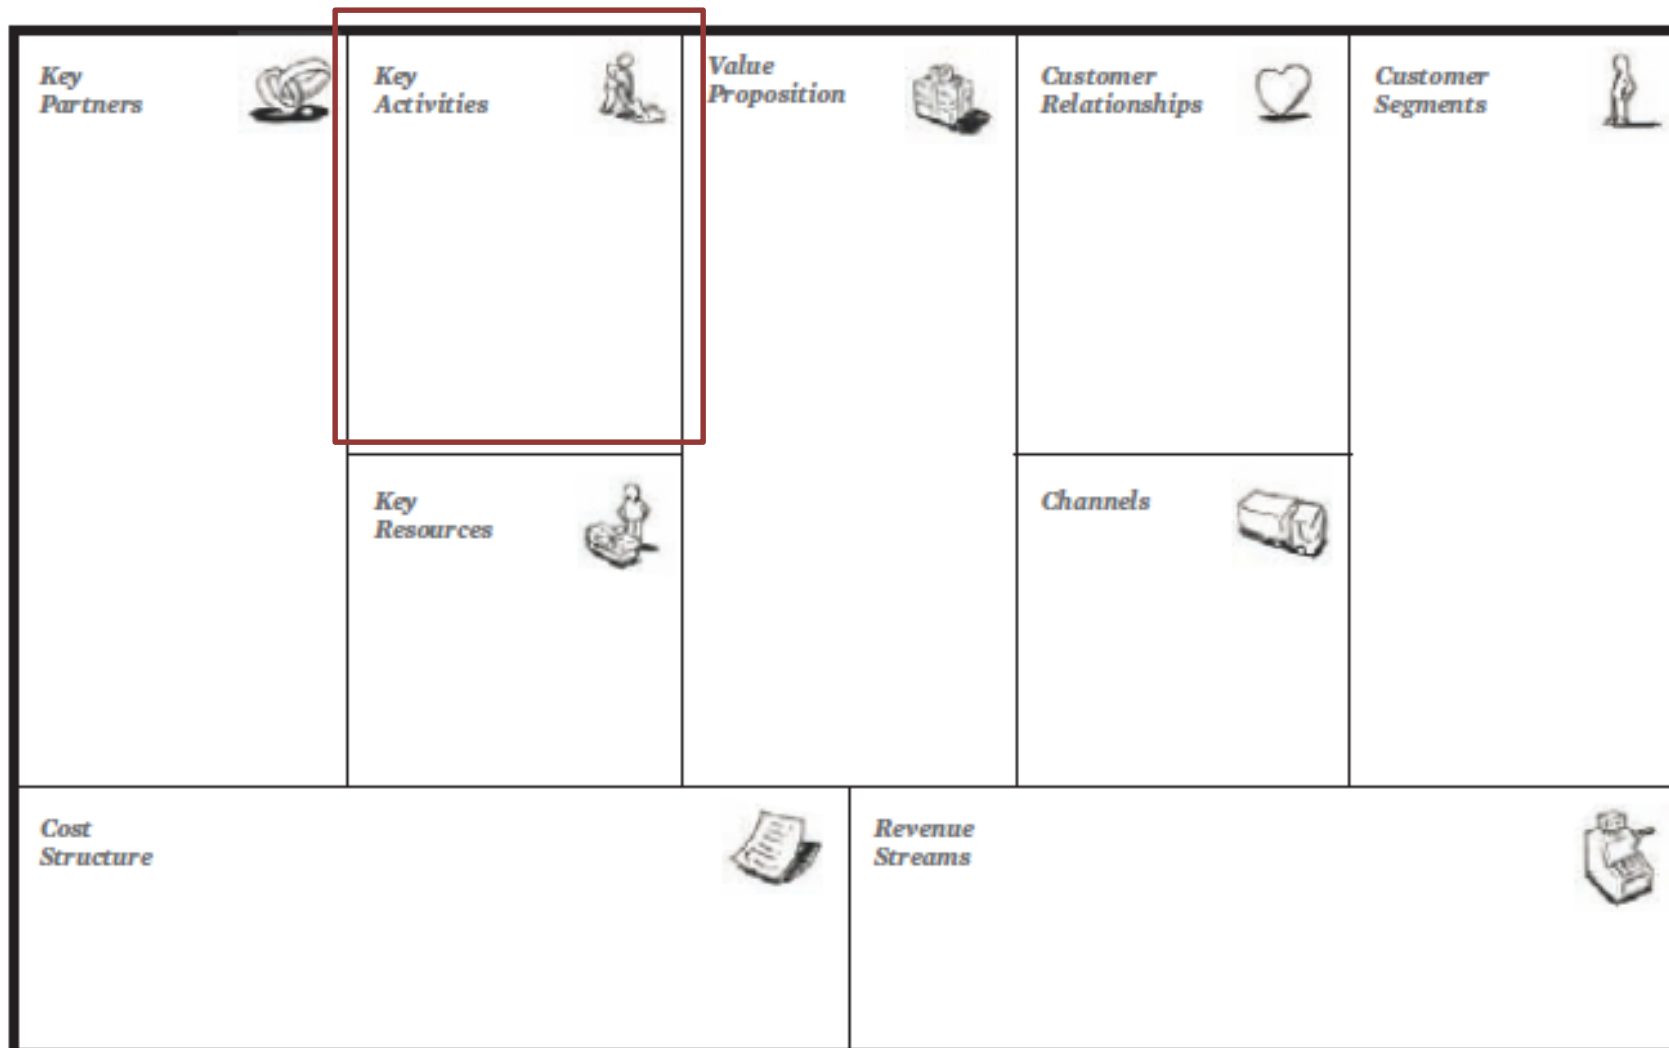 Key
Partners
Key
Activities
Value
Proposition
Customer
Relationships
Customer
Segments
Key
Resources
Channels
Cost
Structure
Revenue
Streams